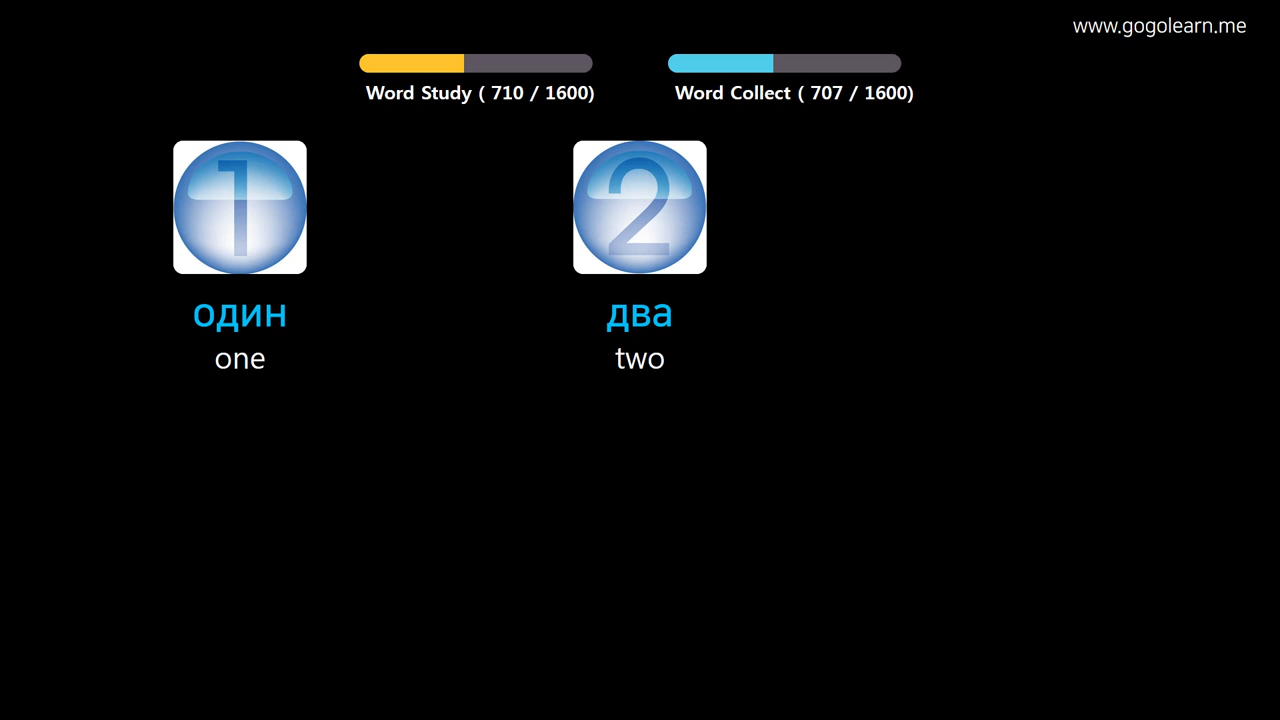 www.gogolearn.me
Word Study ( 710 / 1600)
Word Collect ( 707 / 1600)
1
2
один
два
one
two